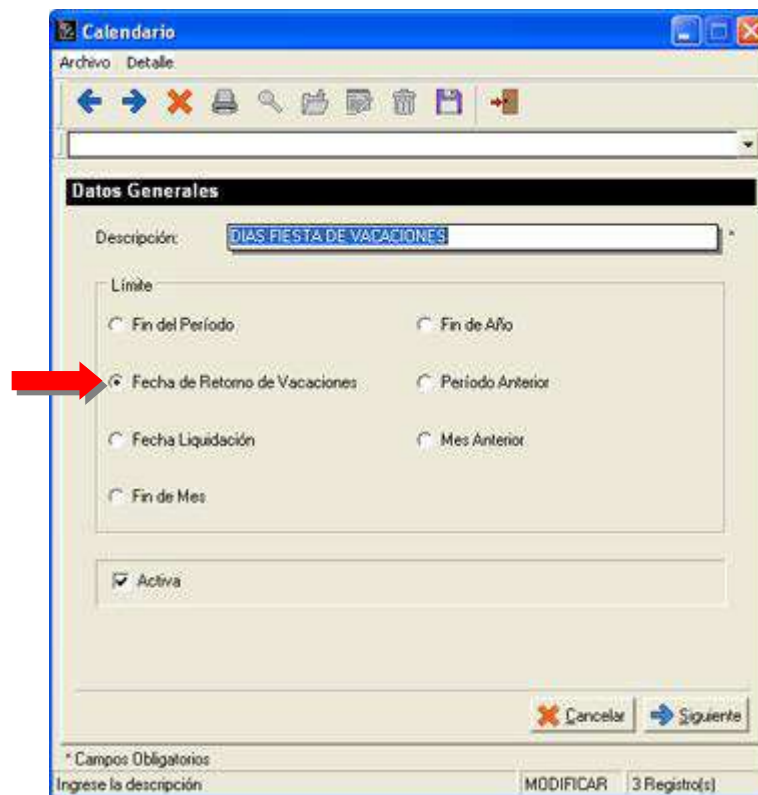 Calendario
Archivo Detalle
Datos Generales
Descripción: DIAS FIESTA DE VACACIONES *
Límite
Fin del Período Fin de Año
Fecha de Retorno de Vacaciones Período Anterior
Fecha Liquidación Mes Anterior
Fin de Mes
Activa
Cancelar Siguiente
* Campos Obligatorios
Ingrese la descripción MODIFICAR 3 Registro(s)